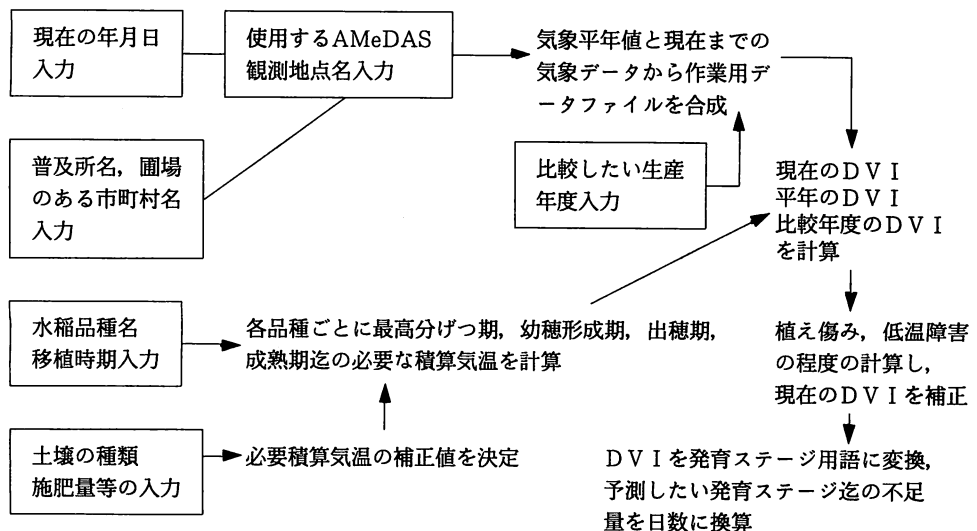 現在の年月日
入力
使用するAMeDAS
観測地点名入力
気象平年値と現在までの
気象データから作業用デ
ータファイルを合成
普及所名，圃場
のある市町村名
入力
比較したい生産
年度入力
現在のＤＶＩ
平年のＤＶＩ
比較年度のＤＶＩ
を計算
水稲品種名
移植時期入力
各品種ごとに最高分げつ期，幼穂形成期，出穂期，
成熟期迄の必要な積算気温を計算
植え傷み，低温障害
の程度の計算し，
現在のＤＶＩを補正
土壌の種類
施肥量等の入力
必要積算気温の補正値を決定
ＤＶＩを発育ステージ用語に変換，
予測したい発育ステージ迄の不足
量を日数に換算